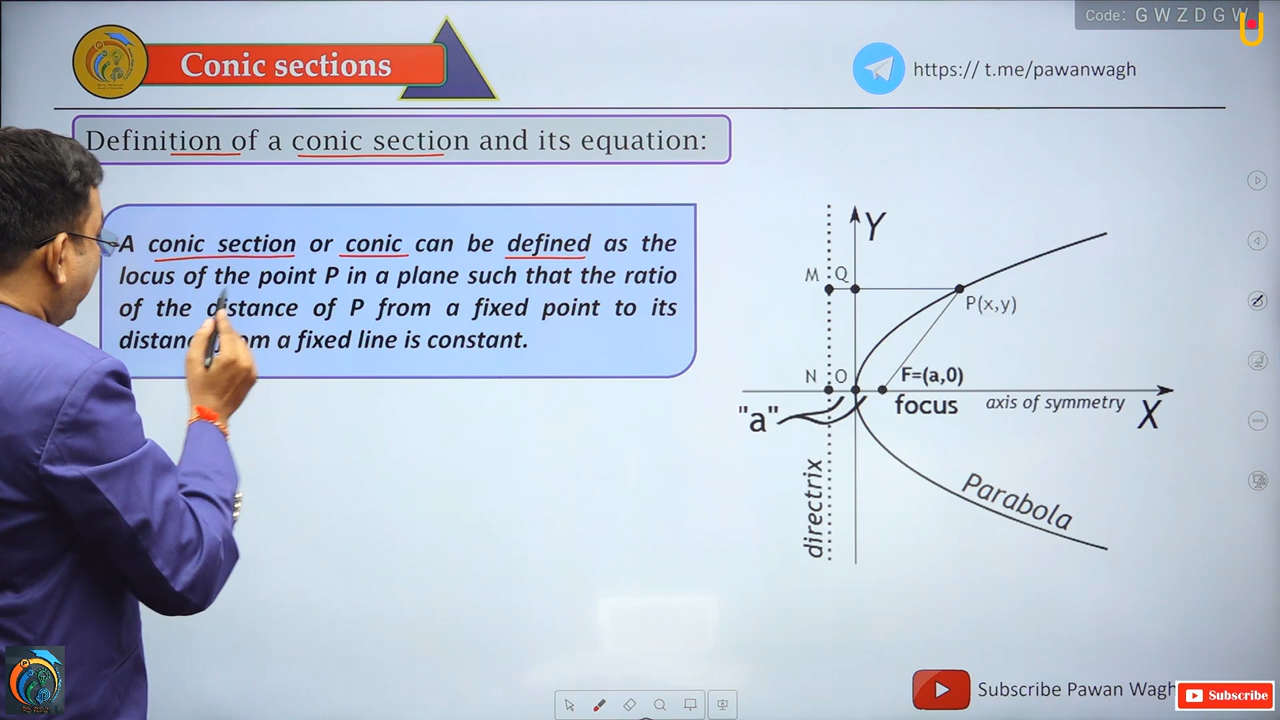 Code: G W Z D G W
Conic sections
https:// t.me/pawanwagh
Definition of a conic section and its equation:
A conic section or conic can be defined as the
locus of the point P in a plane such that the ratio
of the distance of P from a fixed point to its
distance from a fixed line is constant.
Y
M Q
P(x,y)
N O F=(a,0)
"a" focus axis of symmetry X
directrix
Parabola
Subscribe Pawan Wagh
Subscribe